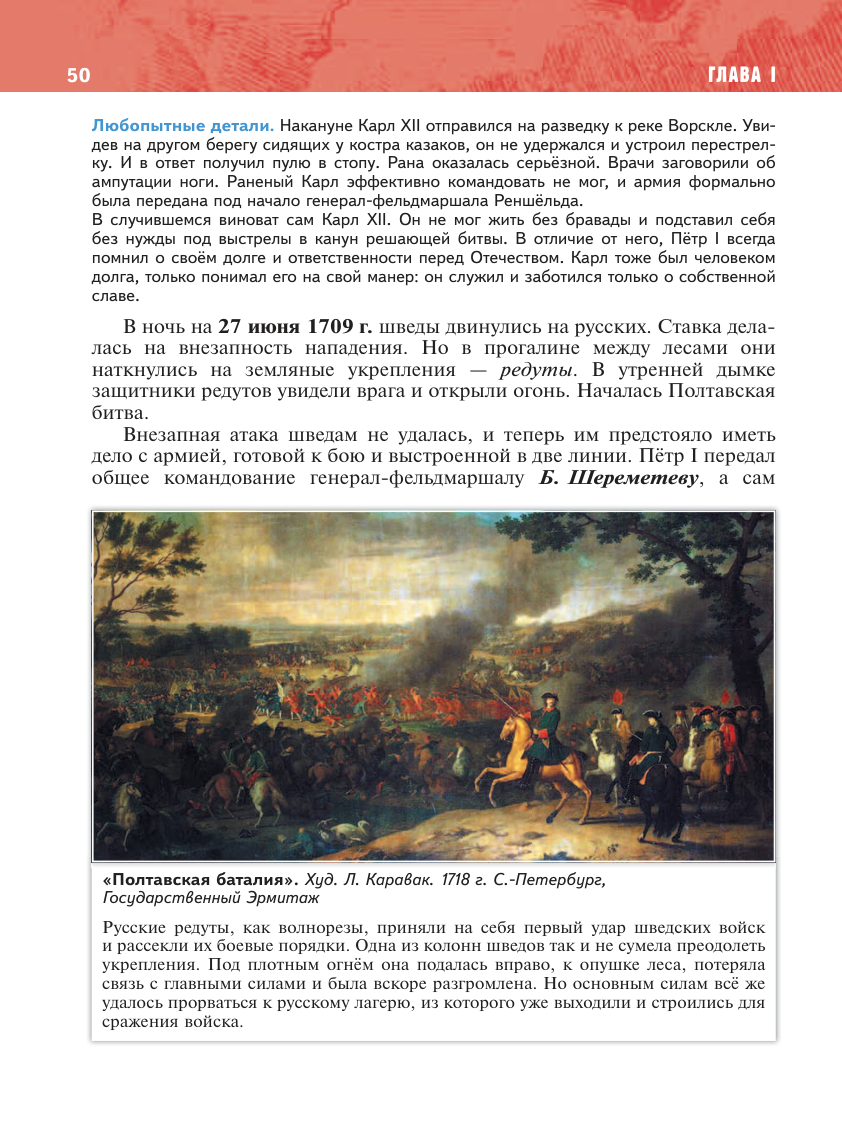 50
ГЛАВА I
Любопытные детали. Накануне Карл XII отправился на разведку к реке Ворскле. Уви-
дев на другом берегу сидящих у костра казаков, он не удержался и устроил перестрел-
ку. И в ответ получил пулю в стопу. Рана оказалась серьёзной. Врачи заговорили об
ампутации ноги. Раненый Карл эффективно командовать не мог, и армия формально
была передана под начало генерал-фельдмаршала Реншёльда.
В случившемся виноват сам Карл XII. Он не мог жить без бравады и подставил себя
без нужды под выстрелы в канун решающей битвы. В отличие от него, Пётр I всегда
помнил о своём долге и ответственности перед Отечеством. Карл тоже был человеком
долга, только понимал его на свой манер: он служил и заботился только о собственной
славе.
В ночь на 27 июня 1709 г. шведы двинулись на русских. Ставка дела-
лась на внезапность нападения. Но в прогалине между лесами они
наткнулись на земляные укрепления — редуты. В утренней дымке
защитники редутов увидели врага и открыли огонь. Началась Полтавская
битва.
Внезапная атака шведам не удалась, и теперь им предстояло иметь
дело с армией, готовой к бою и выстроенной в две линии. Пётр I передал
общее командование генерал-фельдмаршалу Б. Шереметеву, а сам
«Полтавская баталия». Худ. Л. Каравак. 1718 г. С.-Петербург,
Государственный Эрмитаж
Русские редуты, как волнорезы, приняли на себя первый удар шведских войск
и рассекли их боевые порядки. Одна из колонн шведов так и не сумела преодолеть
укрепления. Под плотным огнём она подалась вправо, к опушке леса, потеряла
связь с главными силами и была вскоре разгромлена. Но основным силам всё же
удалось прорваться к русскому лагерю, из которого уже выходили и строились для
сражения войска.